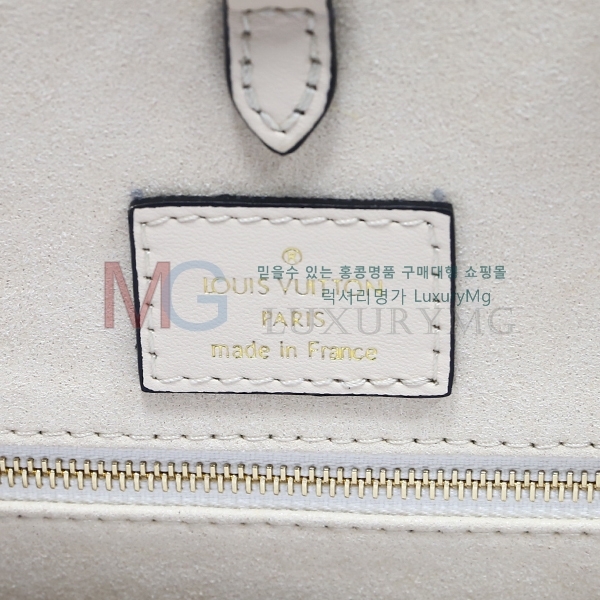 ®
LOUIS VUITTON
PARIS
made in France
MG
믿을수 있는 홍콩명품 구매대행 쇼핑몰
럭셔리명가 LuxuryMg
LUXURYMG